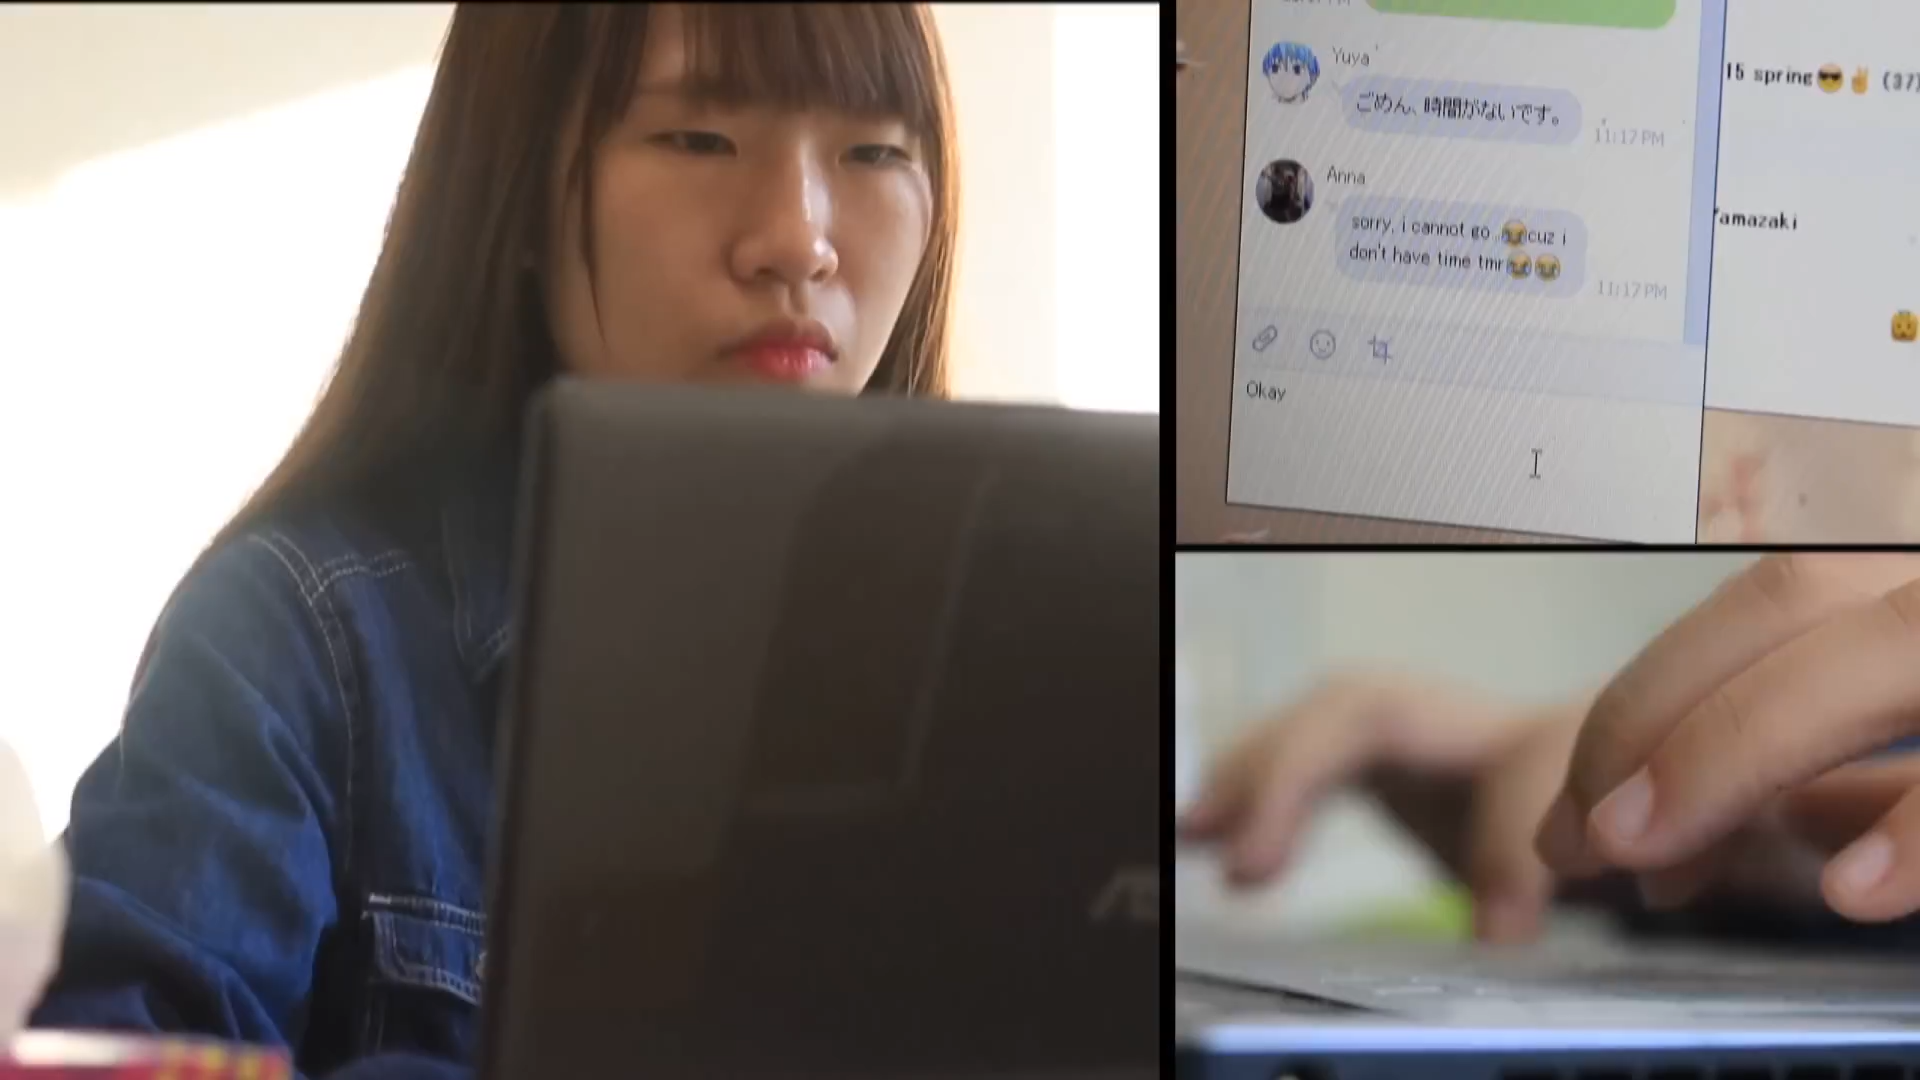 Yuya
ごめん、時間がないです。
11:17 PM
Anna
sorry, i cannot go 😭cuz i
don't have time tmr😭😭
11:17 PM
Okay
15 spring😎✌ (37)
Yamazaki